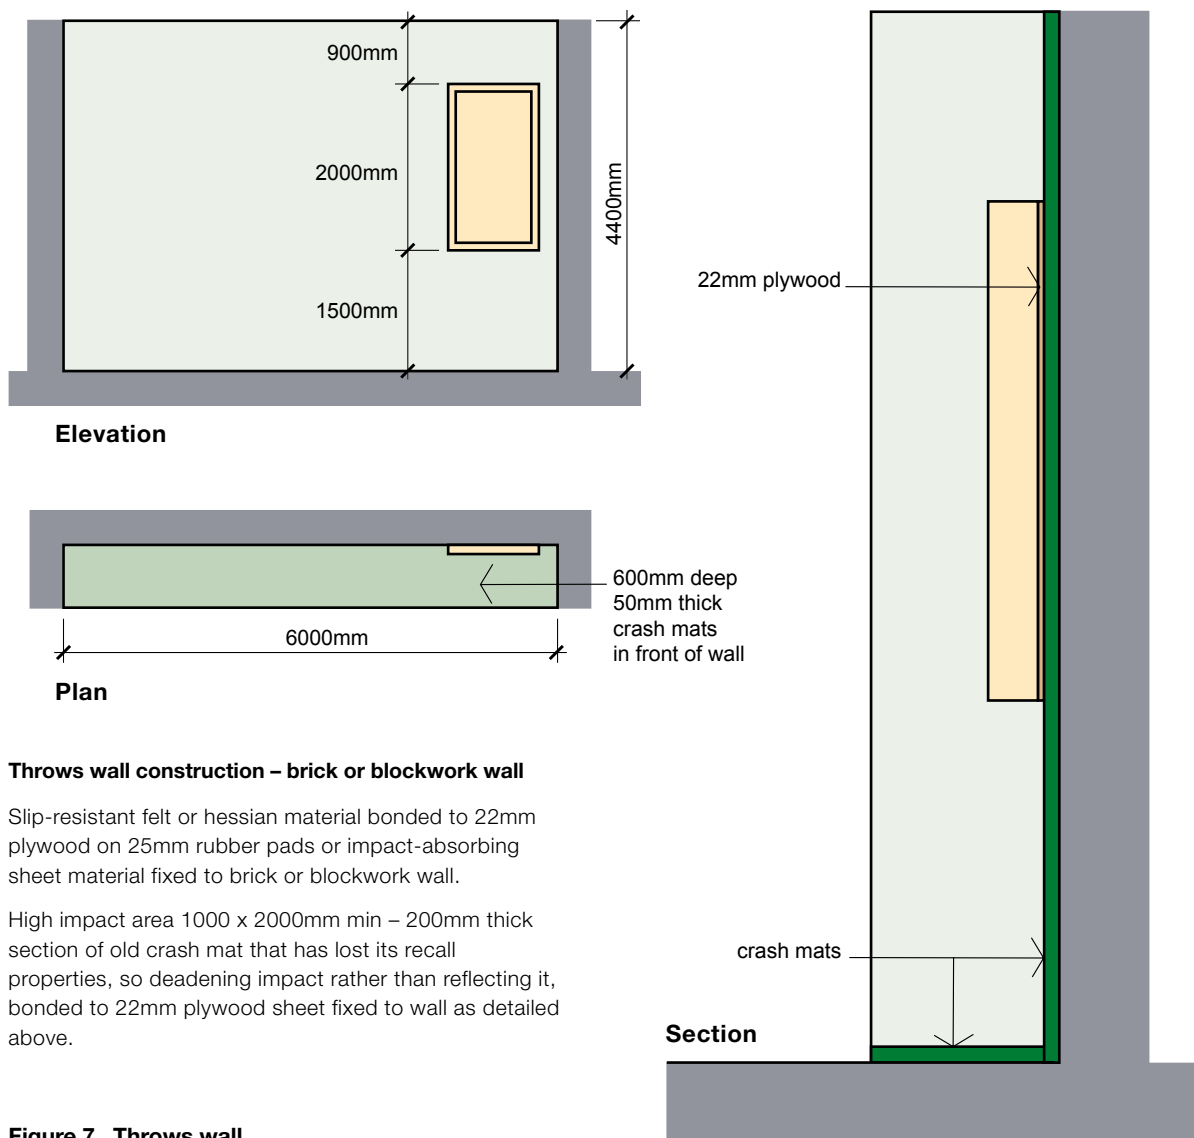 900mm
2000mm
1500mm
4400mm
Elevation
6000mm
Plan
600mm deep
50mm thick
crash mats
in front of wall
22mm plywood
crash mats
Section
Throws wall construction – brick or blockwork wall
Slip-resistant felt or hessian material bonded to 22mm
plywood on 25mm rubber pads or impact-absorbing
sheet material fixed to brick or blockwork wall.
High impact area 1000 x 2000mm min – 200mm thick
section of old crash mat that has lost its recall
properties, so deadening impact rather than reflecting it,
bonded to 22mm plywood sheet fixed to wall as detailed
above.
Figure 7 Throws wall